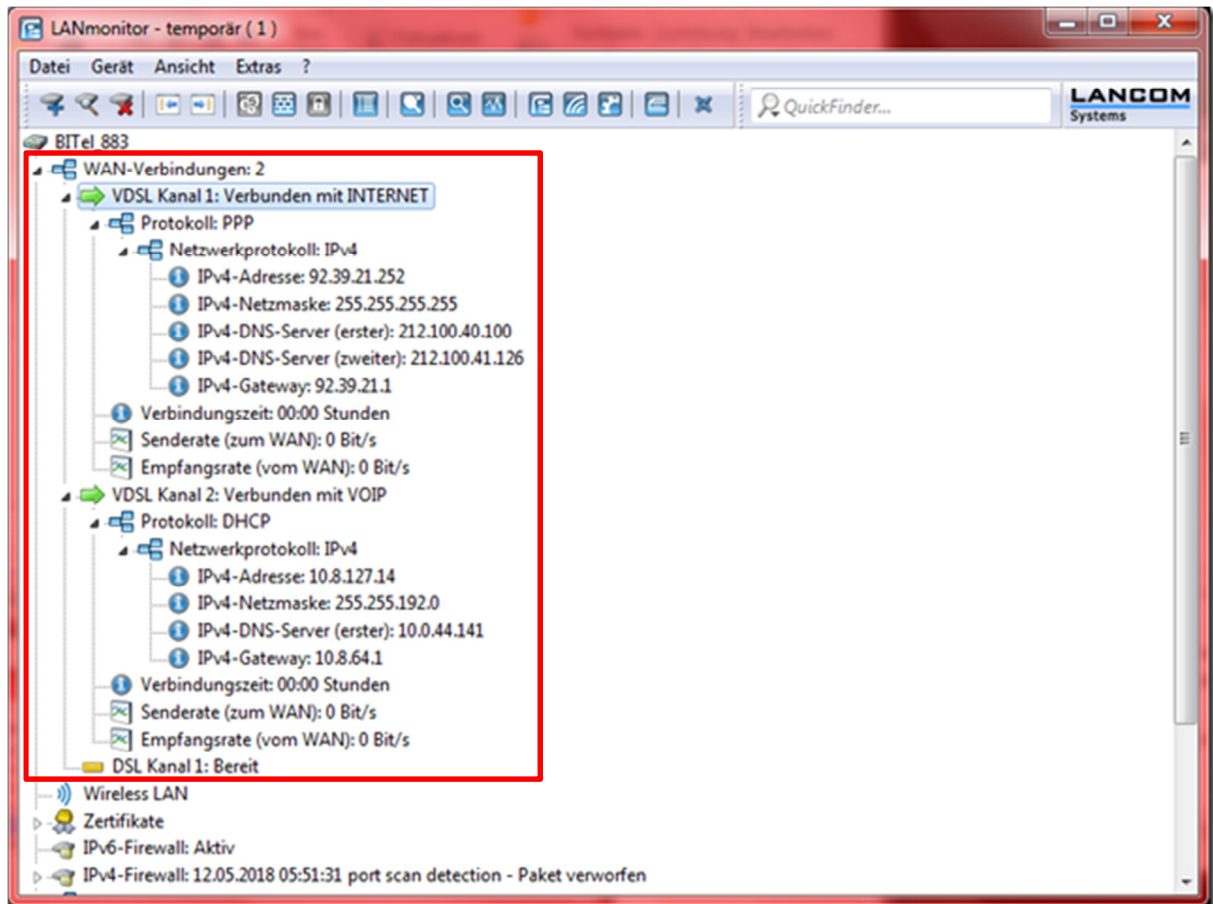 LANmonitor - temporär ( 1 )
Datei Gerät Ansicht Extras ?
QuickFinder...
LANCOM
Systems
BITel_883
WAN-Verbindungen: 2
VDSL Kanal 1: Verbunden mit INTERNET
Protokoll: PPP
Netzwerkprotokoll: IPv4
IPv4-Adresse: 92.39.21.252
IPv4-Netzmaske: 255.255.255.255
IPv4-DNS-Server (erster): 212.100.40.100
IPv4-DNS-Server (zweiter): 212.100.41.126
IPv4-Gateway: 92.39.21.1
Verbindungszeit: 00:00 Stunden
Senderate (zum WAN): 0 Bit/s
Empfangsrate (vom WAN): 0 Bit/s
VDSL Kanal 2: Verbunden mit VOIP
Protokoll: DHCP
Netzwerkprotokoll: IPv4
IPv4-Adresse: 10.8.127.14
IPv4-Netzmaske: 255.255.192.0
IPv4-DNS-Server (erster): 10.0.44.141
IPv4-Gateway: 10.8.64.1
Verbindungszeit: 00:00 Stunden
Senderate (zum WAN): 0 Bit/s
Empfangsrate (vom WAN): 0 Bit/s
DSL Kanal 1: Bereit
Wireless LAN
Zertifikate
IPv6-Firewall: Aktiv
IPv4-Firewall: 12.05.2018 05:51:31 port scan detection - Paket verworfen